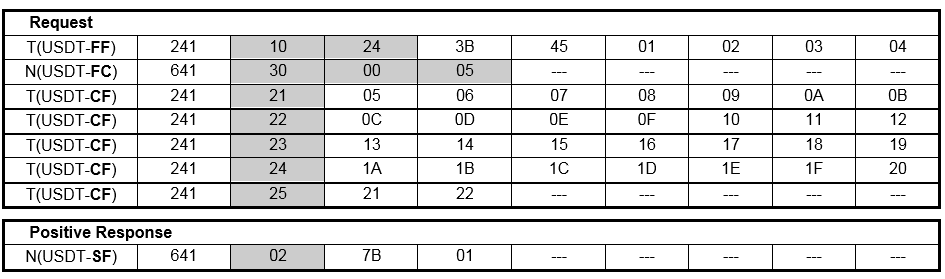 Request
T(USDT-FF) 241 10 24 3B 45 01 02 03 04
N(USDT-FC) 641 30 00 05 --- --- --- --- ---
T(USDT-CF) 241 21 05 06 07 08 09 0A 0B
T(USDT-CF) 241 22 0C 0D 0E 0F 10 11 12
T(USDT-CF) 241 23 13 14 15 16 17 18 19
T(USDT-CF) 241 24 1A 1B 1C 1D 1E 1F 20
T(USDT-CF) 241 25 21 22 --- --- --- --- ---
Positive Response
N(USDT-SF) 641 02 7B 01 --- --- --- --- ---